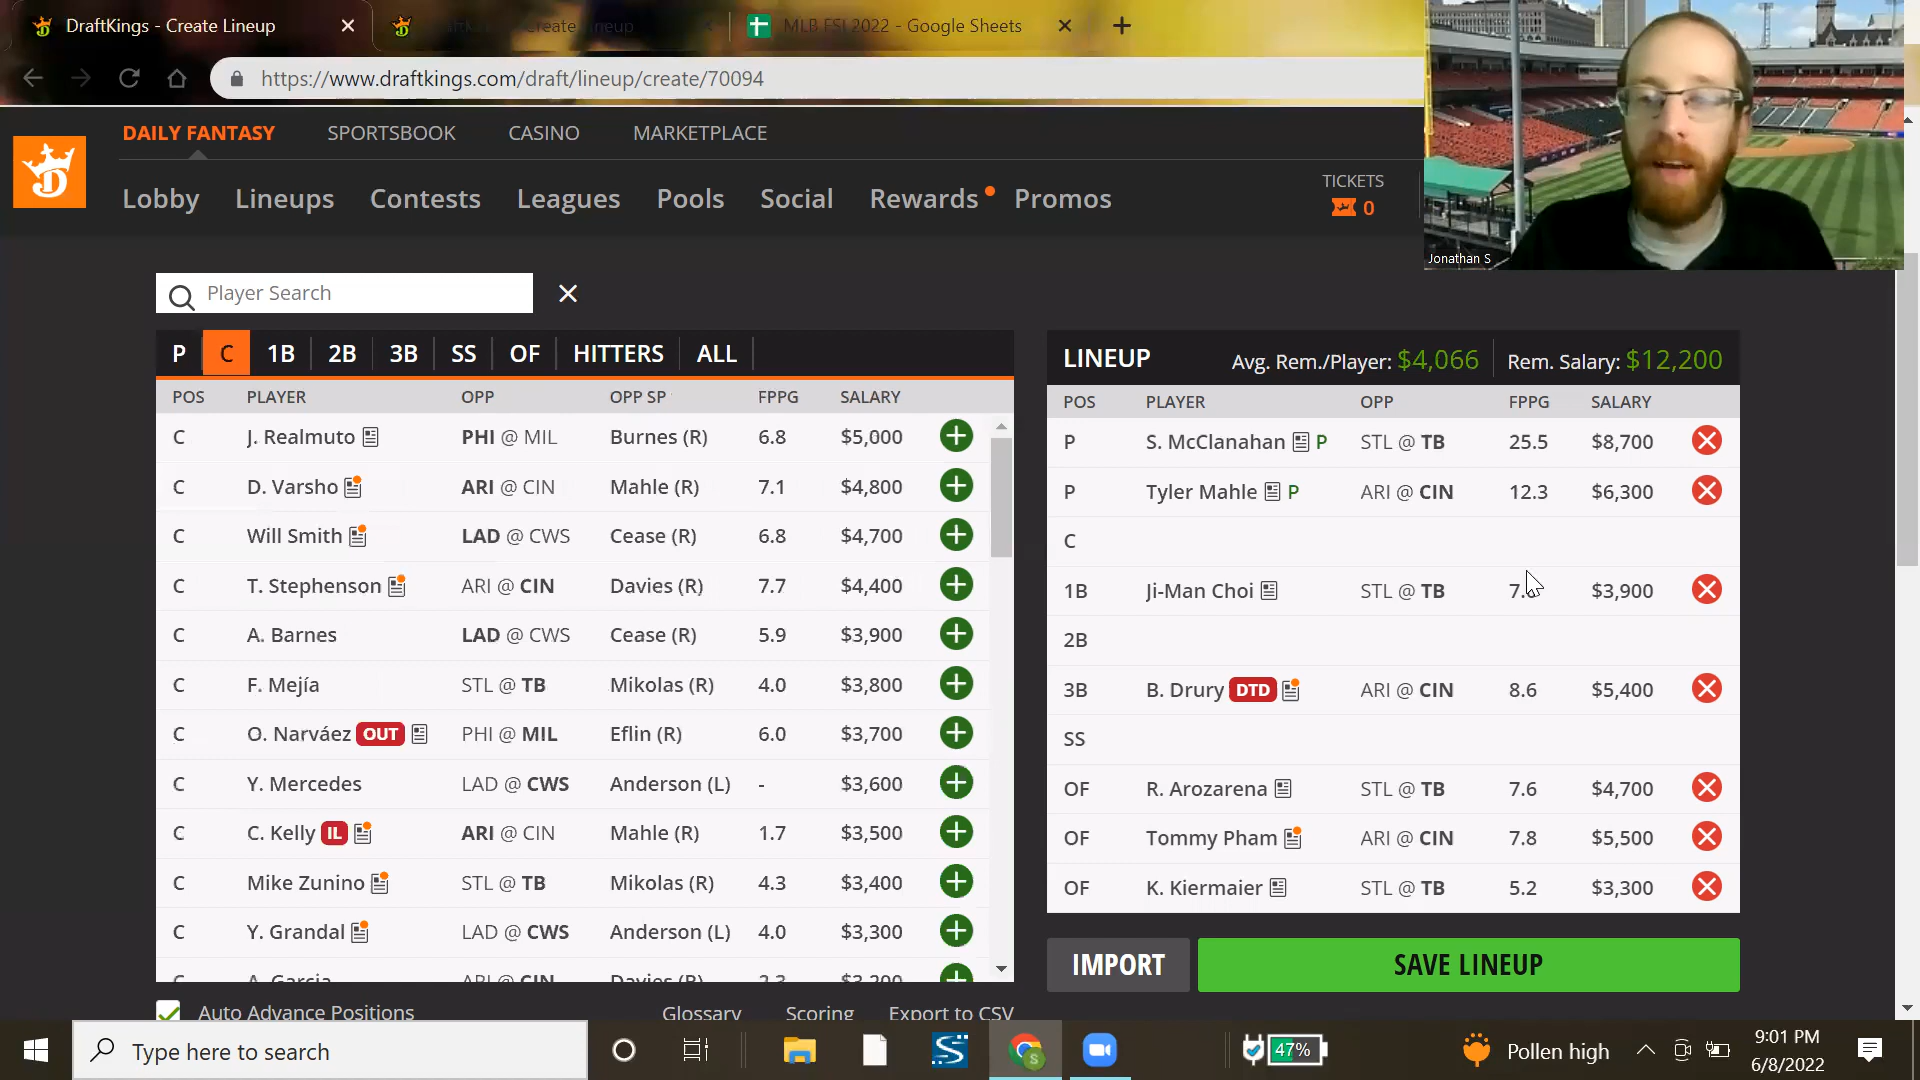 DraftKings - Create Lineup
MLB FSI 2022 - Google Sheets
https://www.draftkings.com/draft/lineup/create/70094
DAILY FANTASY SPORTSBOOK CASINO MARKETPLACE
Lobby Lineups Contests Leagues Pools Social Rewards Promos
TICKETS
0
Jonathan S
Player Search
P C 1B 2B 3B SS OF HITTERS ALL
POS PLAYER OPP OPP SP FPPG SALARY
C J. Realmuto PHI @ MIL Burnes (R) 6.8 $5,000
C D. Varsho ARI @ CIN Mahle (R) 7.1 $4,800
C Will Smith LAD @ CWS Cease (R) 6.8 $4,700
C T. Stephenson ARI @ CIN Davies (R) 7.7 $4,400
C A. Barnes LAD @ CWS Cease (R) 5.9 $3,900
C F. Mejía STL @ TB Mikolas (R) 4.0 $3,800
C O. Narváez OUT PHI @ MIL Eflin (R) 6.0 $3,700
C Y. Mercedes LAD @ CWS Anderson (L) - $3,600
C C. Kelly IL ARI @ CIN Mahle (R) 1.7 $3,500
C Mike Zunino STL @ TB Mikolas (R) 4.3 $3,400
C Y. Grandal LAD @ CWS Anderson (L) 4.0 $3,300
C A. Garcia ARI @ CIN Davies (R) 2.3 $3,200
Auto Advance Positions Glossary Scoring Export to CSV
LINEUP Avg. Rem./Player: $4,066 Rem. Salary: $12,200
POS PLAYER OPP FPPG SALARY
P S. McClanahan P STL @ TB 25.5 $8,700
P Tyler Mahle P ARI @ CIN 12.3 $6,300
C
1B Ji-Man Choi STL @ TB $3,900
2B
3B B. Drury DTD ARI @ CIN 8.6 $5,400
SS
OF R. Arozarena STL @ TB 7.6 $4,700
OF Tommy Pham ARI @ CIN 7.8 $5,500
OF K. Kiermaier STL @ TB 5.2 $3,300
IMPORT SAVE LINEUP
Type here to search
47%
Pollen high
9:01 PM
6/8/2022